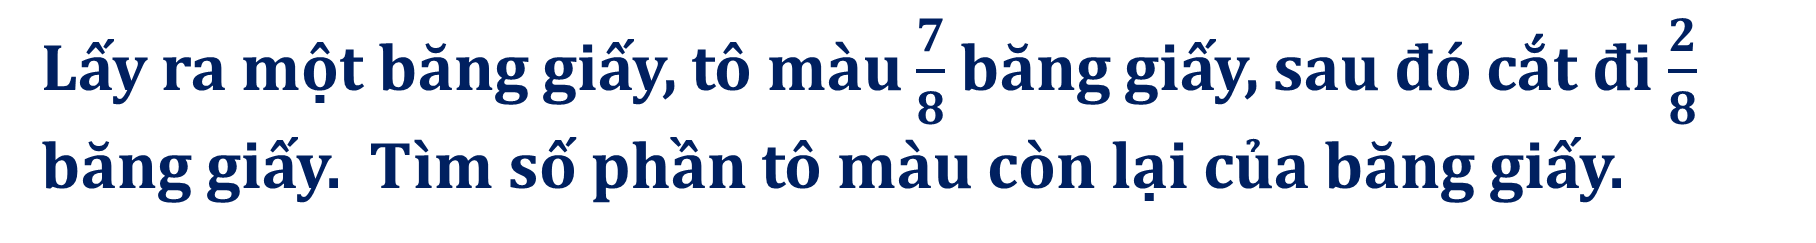 Lấy ra một băng giấy, tô màu 7/8 băng giấy, sau đó cắt đi 2/8
băng giấy. Tìm số phần tô màu còn lại của băng giấy.